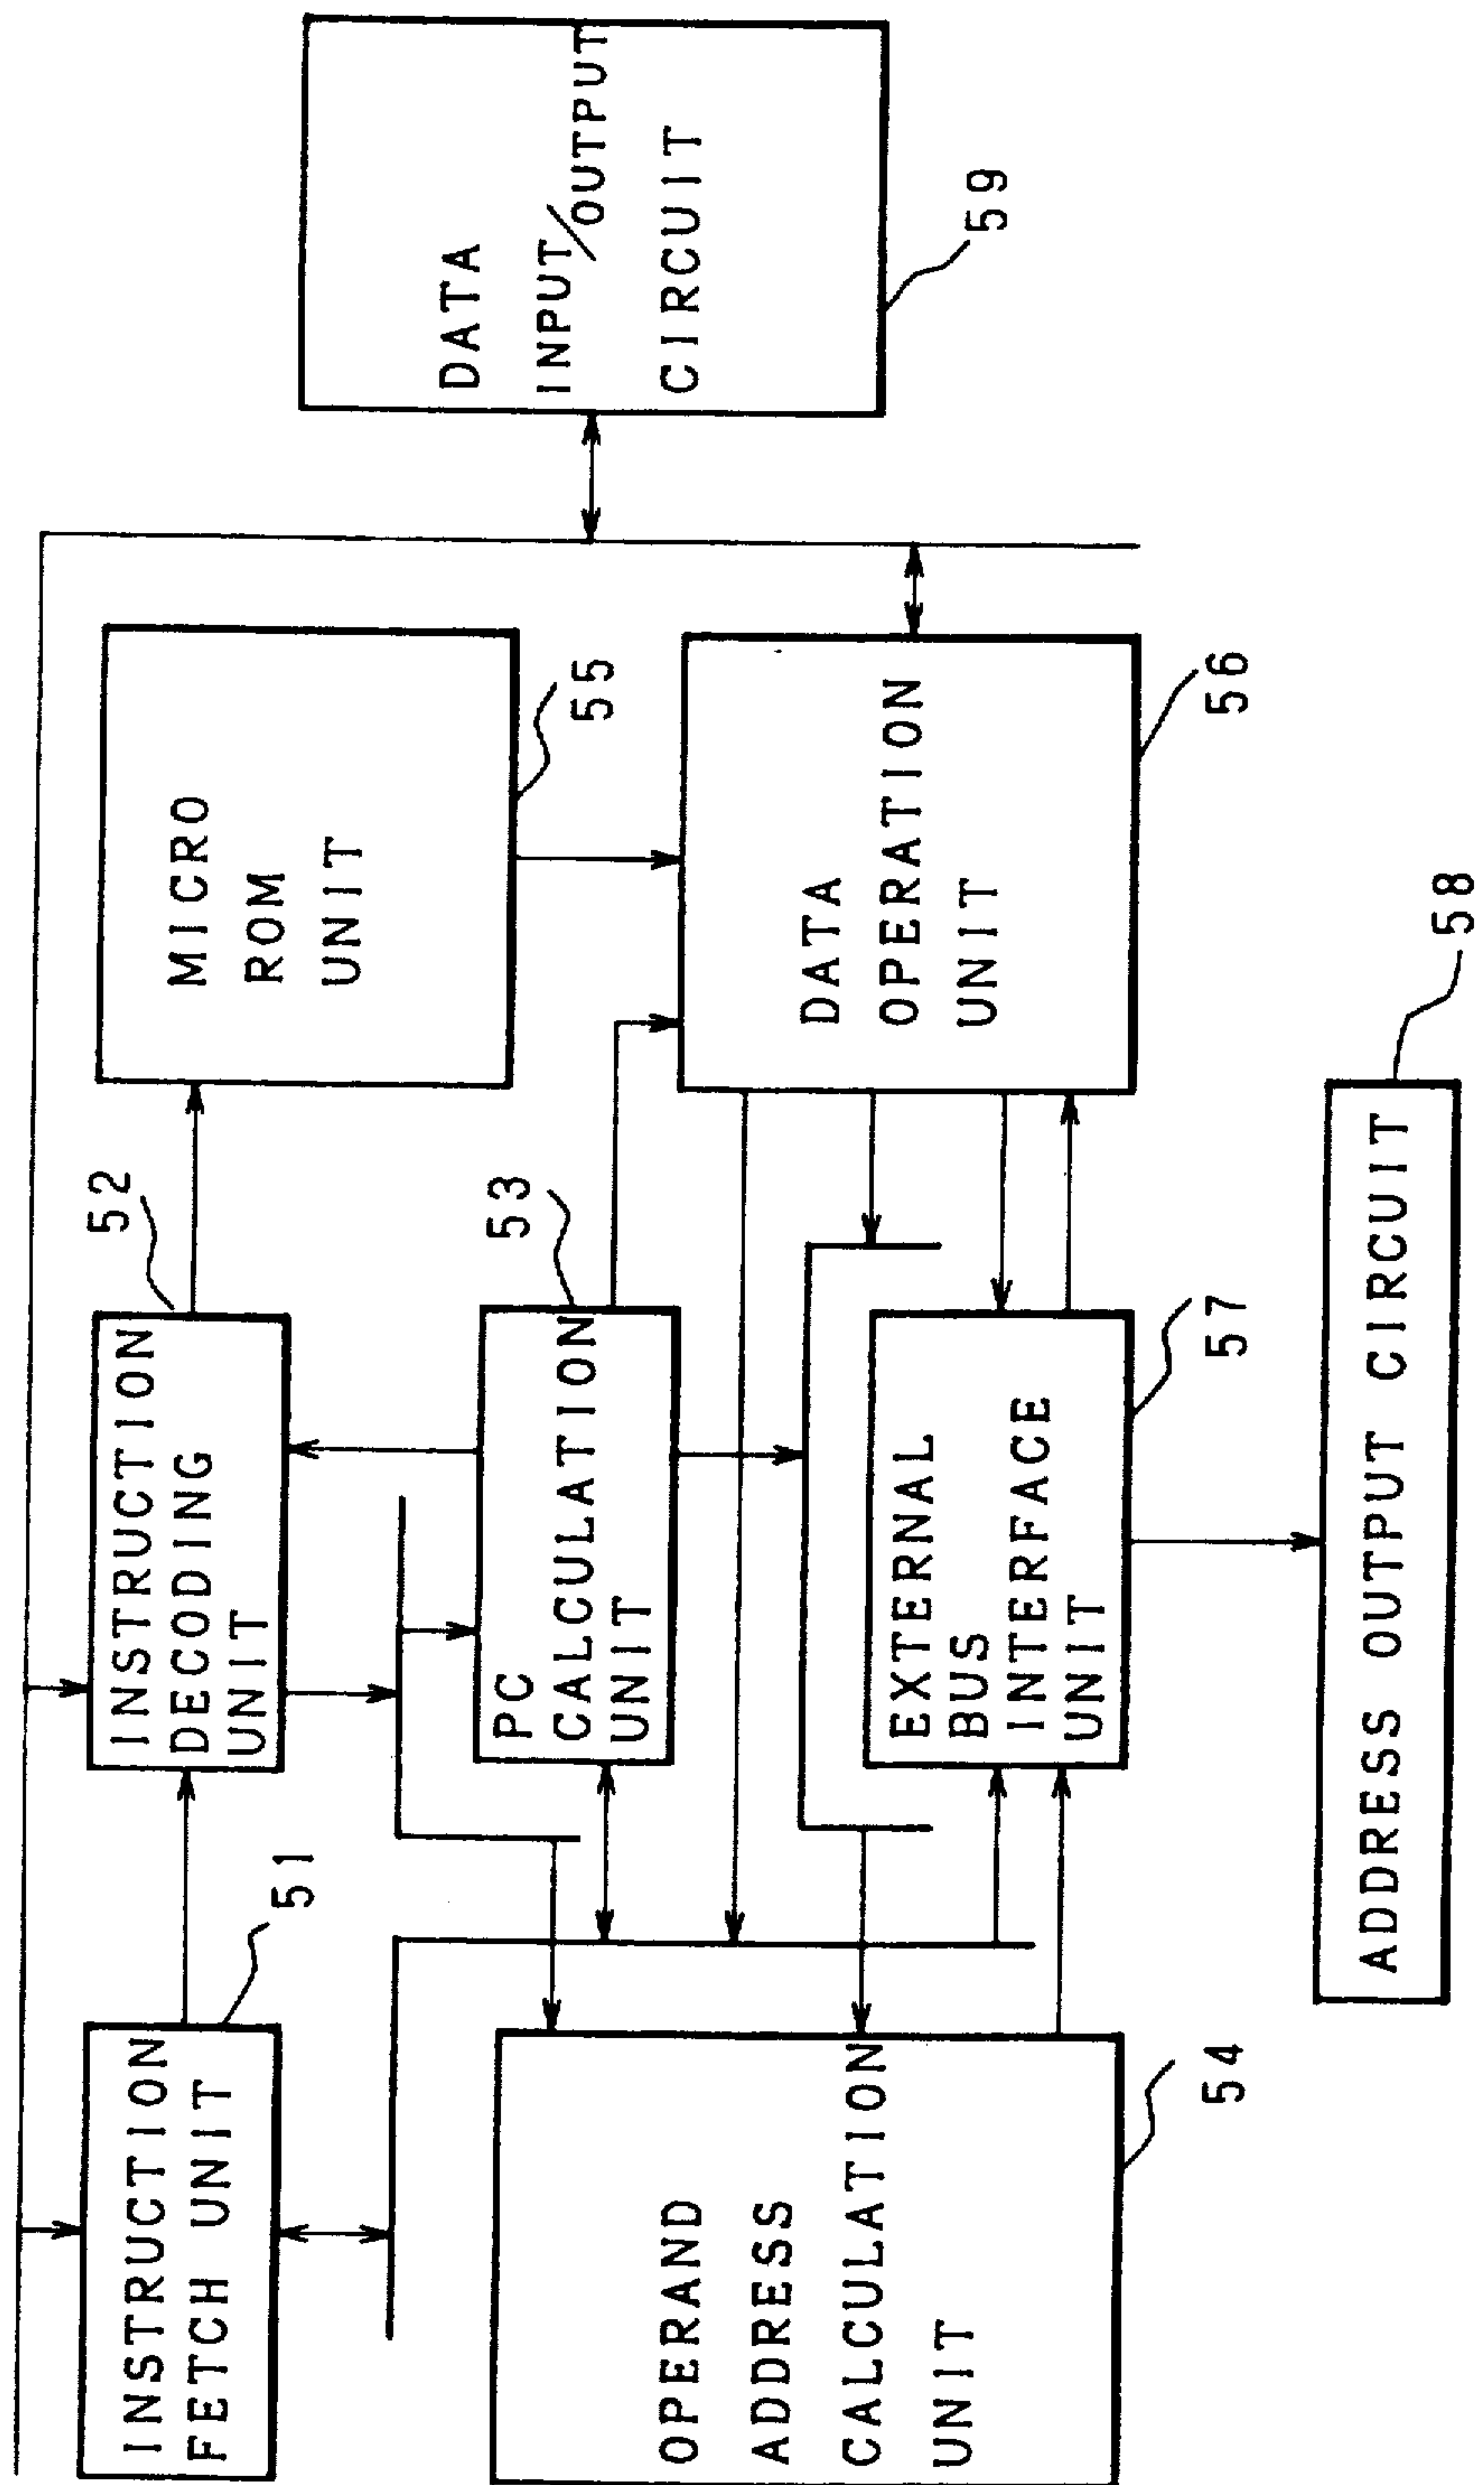 INSTRUCTION
FETCH UNIT
51
INSTRUCTION
DECODING
UNIT
52
MICRO
ROM
UNIT
55
DATA
INPUT/OUTPUT
CIRCUIT
59
OPERAND
ADDRESS
CALCULATION
UNIT
54
PC
CALCULATION
UNIT
53
DATA
OPERATION
UNIT
56
EXTERNAL
BUS
INTERFACE
UNIT
57
ADDRESS OUTPUT CIRCUIT
58